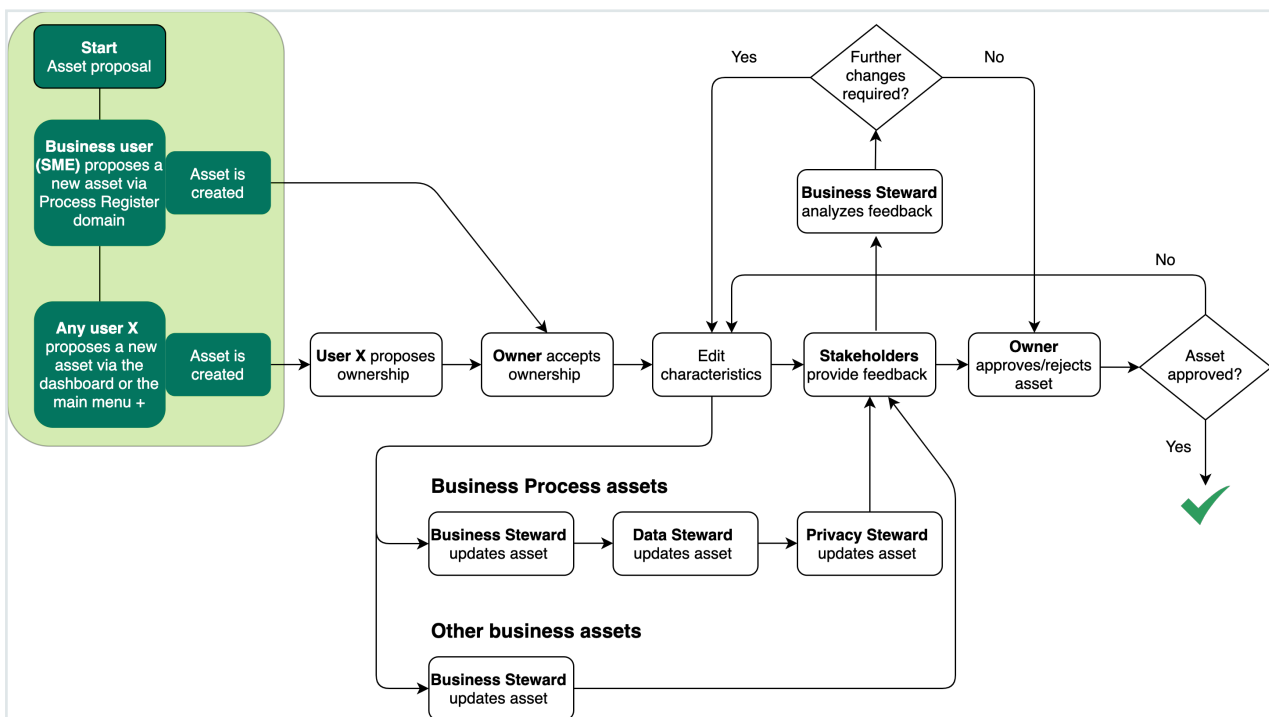 Start
Asset proposal
Business user
(SME) proposes a
new asset via
Process Register
domain
Asset is
created
Any user X
proposes a new
asset via the
dashboard or the
main menu +
Asset is
created
User X proposes
ownership
Owner accepts
ownership
Edit
characteristics
Stakeholders
provide feedback
Business Steward
analyzes feedback
Further
changes
required?
Yes
No
Owner
approves/rejects
asset
Asset
approved?
No
Yes
Business Process assets
Business Steward
updates asset
Data Steward
updates asset
Privacy Steward
updates asset
Other business assets
Business Steward
updates asset